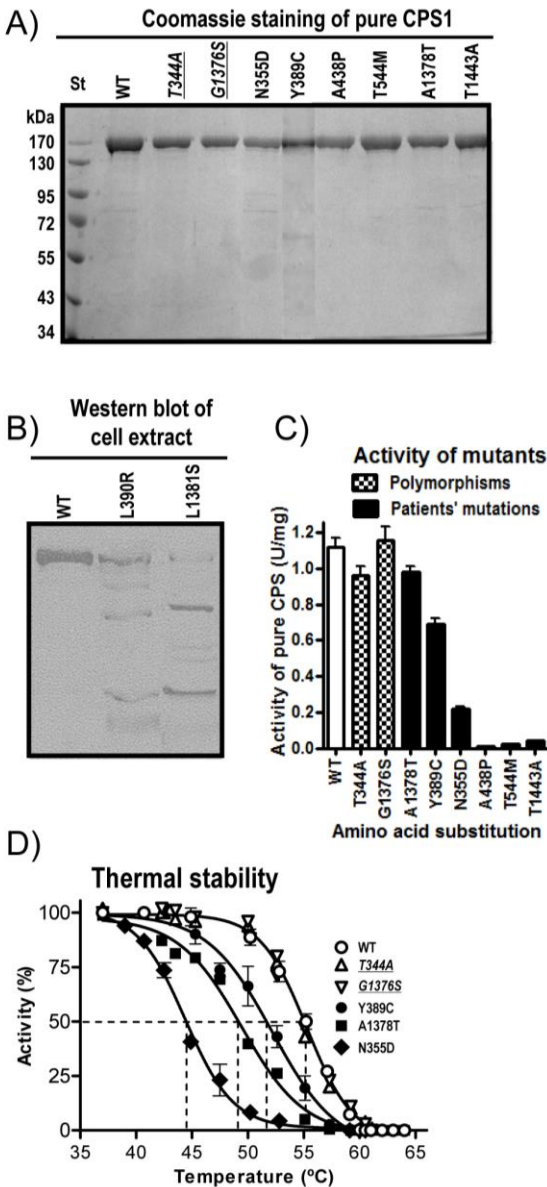 A)
Coomassie staining of pure CPS1
St WT T344A G1376S N355D Y389C A438P T544M A1378T T1443A
kDa
170
130
95
72
55
43
34
B)
Western blot of
cell extract
WT L390R L1381S
C)
Activity of mutants
Polymorphisms
Patients' mutations
Activity of pure CPS (U/mg)
1.2
1.0
0.8
0.6
0.4
0.2
0.0
WT T344A G1376S A1378T Y389C N355D A438P T544M T1443A
Amino acid substitution
D)
Thermal stability
Activity (%)
100
75
50
25
0
WT
T344A
G1376S
Y389C
A1378T
N355D
35 40 45 50 55 60 65
Temperature (ºC)